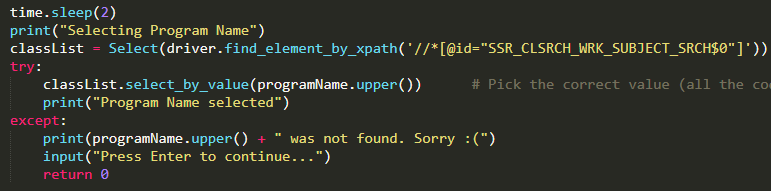 time.sleep(2)
print("Selecting Program Name")
classList = Select(driver.find_element_by_xpath('//*[@id="SSR_CLSRCH_WRK_SUBJECT_SRCH$0"]'))
try:
    classList.select_by_value(programName.upper())      # Pick the correct value (all the coo
    print("Program Name selected")
except:
    print(programName.upper() + " was not found. Sorry :(")
    input("Press Enter to continue...")
    return 0